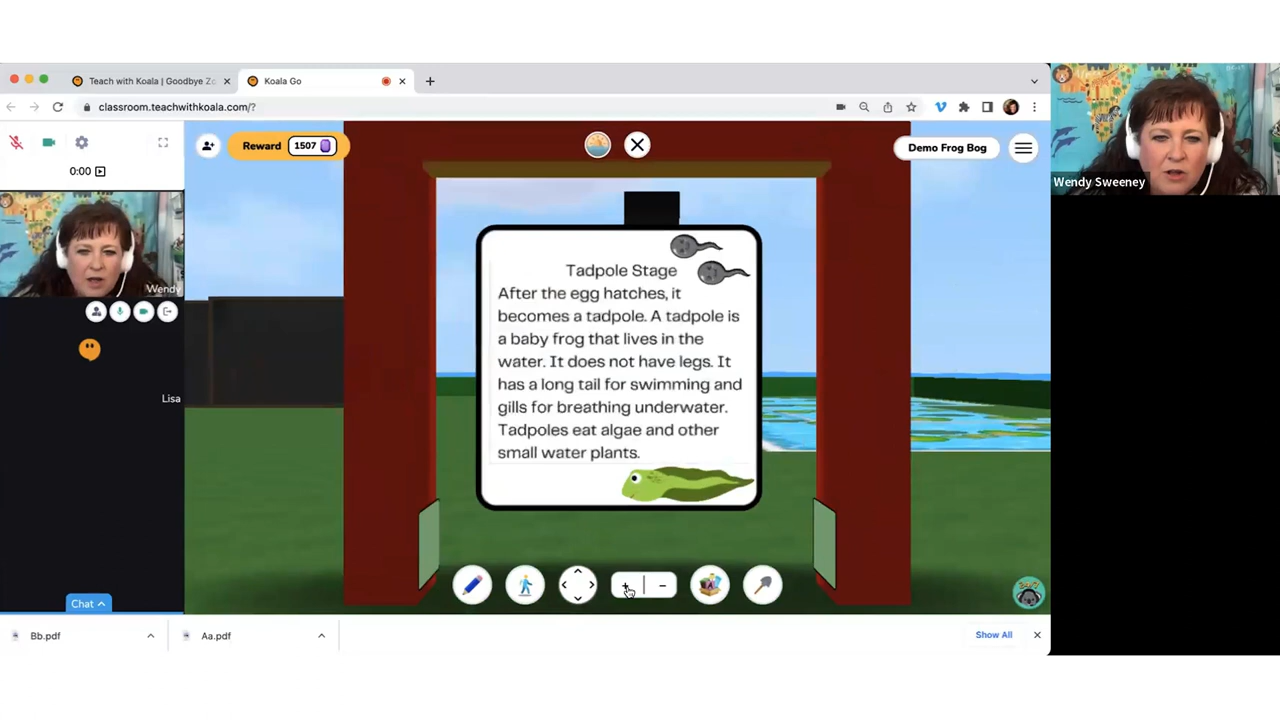 Teach with Koala | Goodbye Zo
Koala Go
classroom.teachwithkoala.com/?
0:00
Reward 1507
Demo Frog Bog
Wendy
Lisa
Wendy Sweeney
Tadpole Stage
After the egg hatches, it
becomes a tadpole. A tadpole is
a baby frog that lives in the
water. It does not have legs. It
has a long tail for swimming and
gills for breathing underwater.
Tadpoles eat algae and other
small water plants.
Chat
Bb.pdf
Aa.pdf
Show All